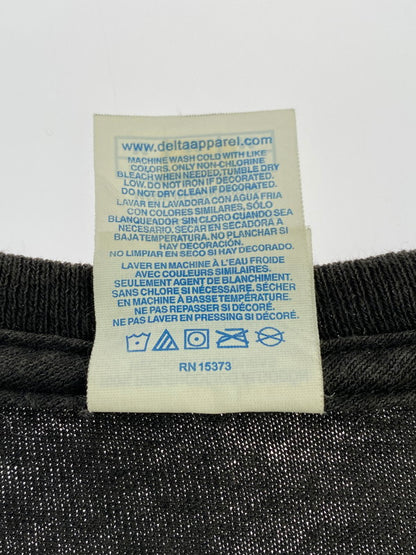 www.deltaapparel.com
MACHINE WASH COLD WITH LIKE
COLORS. ONLY NON-CHLORINE
BLEACH WHEN NEEDED. TUMBLE DRY
LOW. DO NOT IRON IF DECORATED.
DO NOT DRY CLEAN IF DECORATED.
LAVAR EN LAVADORA CON AGUA FRIA
CON COLORES SIMILARES, SÓLO
BLANQUEADOR SIN CLORO CUANDO SEA
NECESARIO. SECAR EN SECADORA A
BAJA TEMPERATURA. NO PLANCHAR SI
HAY DECORACIÓN.
NO LIMPIAR EN SECO SI HAY DECORADO.
LAVER EN MACHINE À L'EAU FROIDE
AVEC COULEURS SIMILAIRES.
SEULEMENT AGENT DE BLANCHIMENT
SANS CHLORE SI NÉCESSAIRE. SÉCHER
EN MACHINE À BASSE TEMPÉRATURE.
NE PAS REPASSER SI DÉCORÉ.
NE PAS LAVER EN PRESSING SI DÉCORÉ.
RN 15373